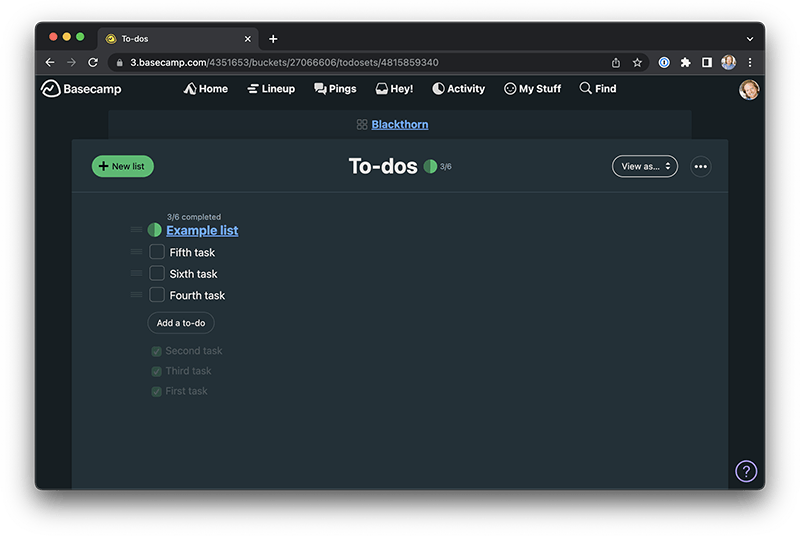 To-dos
3.basecamp.com/4351653/buckets/27066606/todosets/4815859340
Basecamp Home Lineup Pings Hey! Activity My Stuff Find
Blackthorn
New list To-dos 3/6 View as...
3/6 completed
Example list
Fifth task
Sixth task
Fourth task
Add a to-do
Second task
Third task
First task
?